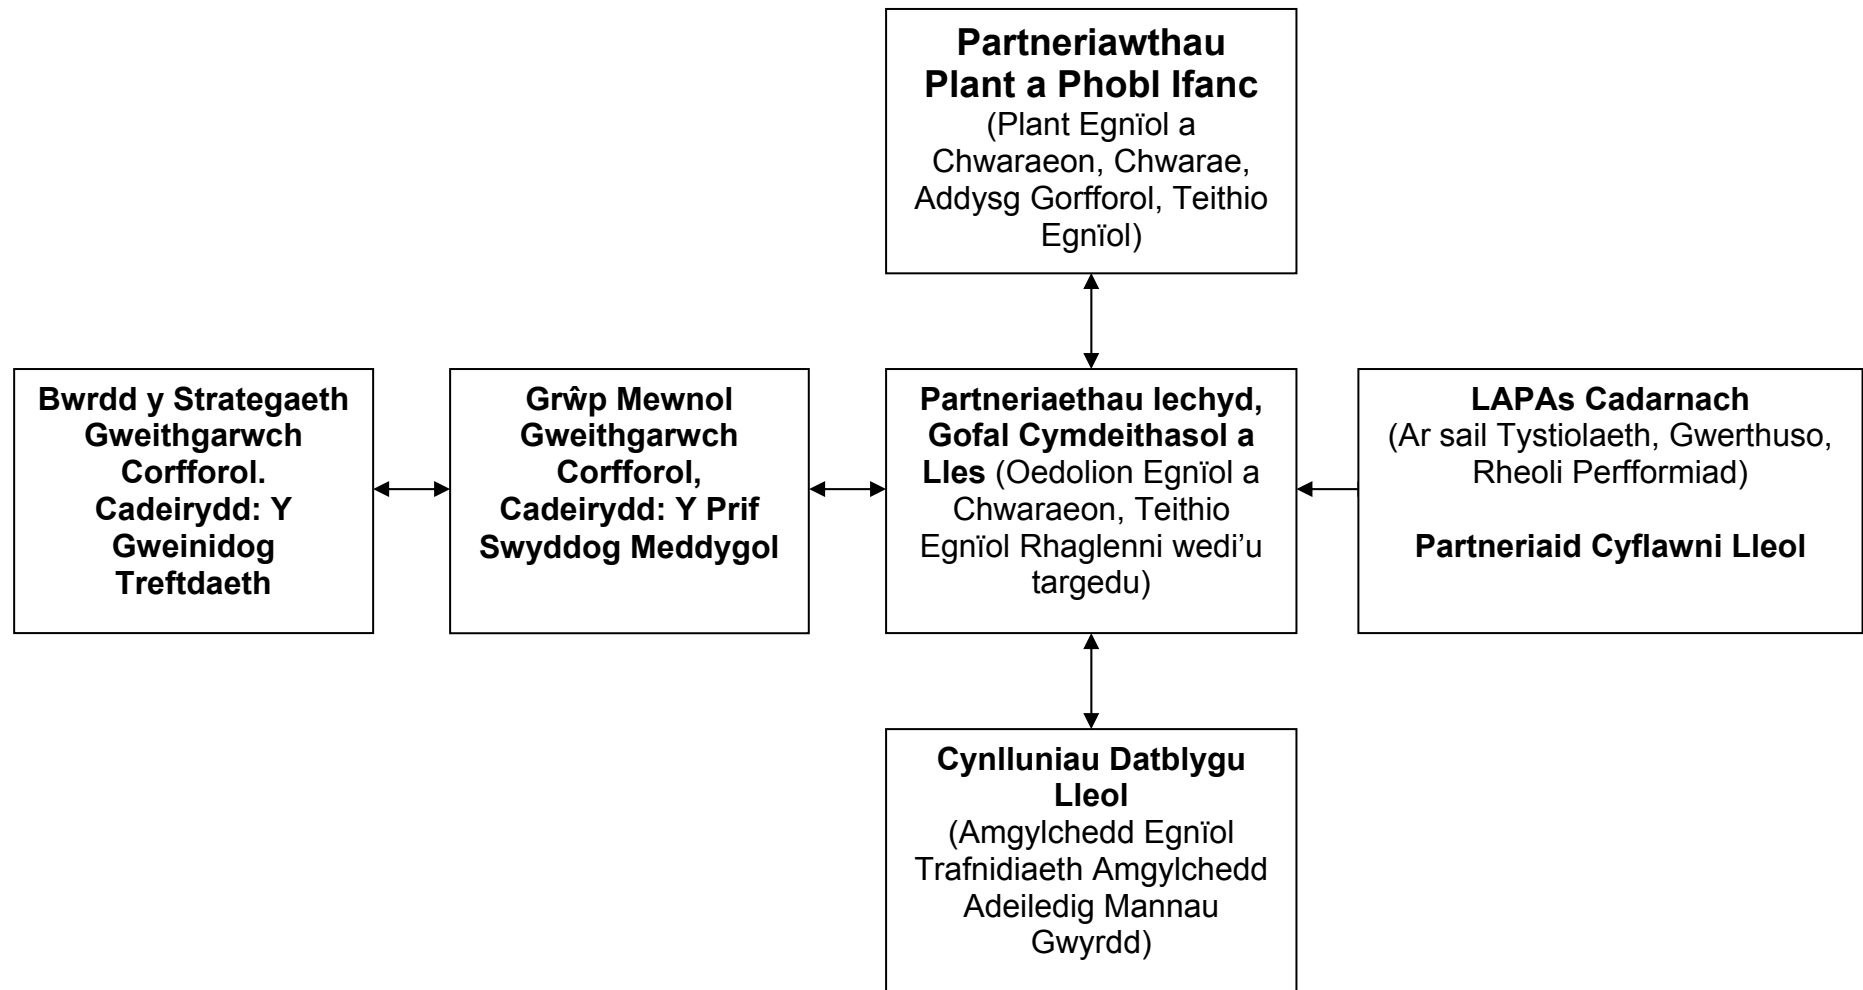 Partneriawthau
Plant a Phobl Ifanc
(Plant Egnïol a
Chwaraeon, Chwarae,
Addysg Gorfforol, Teithio
Egnïol)
Bwrdd y Strategaeth
Gweithgarwch
Corfforol.
Cadeirydd: Y
Gweinidog
Treftdaeth
Grŵp Mewnol
Gweithgarwch
Corfforol,
Cadeirydd: Y Prif
Swyddog Meddygol
Partneriaethau Iechyd,
Gofal Cymdeithasol a
Lles (Oedolion Egnïol a
Chwaraeon, Teithio
Egnïol Rhaglenni wedi’u
targedu)
LAPAs Cadarnach
(Ar sail Tystiolaeth, Gwerthuso,
Rheoli Perfformiad)
Partneriaid Cyflawni Lleol
Cynlluniau Datblygu
Lleol
(Amgylchedd Egnïol
Trafnidiaeth Amgylchedd
Adeiledig Mannau
Gwyrdd)